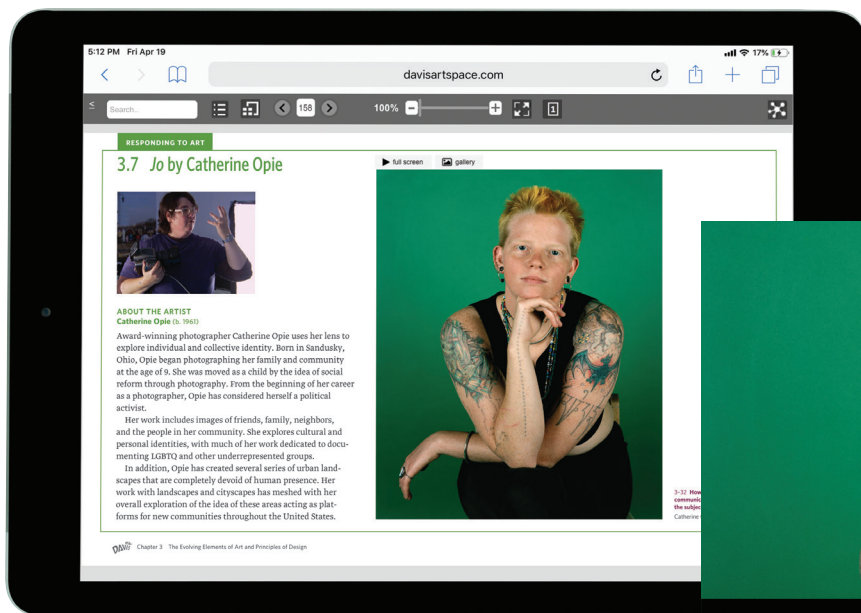 5:12 PM Fri Apr 19
17%
davisartspace.com
<
Search..
158
100%
1
RESPONDING TO ART
3.7 Jo by Catherine Opie
full screen
gallery
ABOUT THE ARTIST
Catherine Opie (b. 1961)
Award-winning photographer Catherine Opie uses her lens to
explore individual and collective identity. Born in Sandusky,
Ohio, Opie began photographing her family and community
at the age of 9. She was moved as a child by the idea of social
reform through photography. From the beginning of her career
as a photographer, Opie has considered herself a political
activist.
Her work includes images of friends, family, neighbors,
and the people in her community. She explores cultural and
personal identities, with much of her work dedicated to docu-
menting LGBTQ and other underrepresented groups.
In addition, Opie has created several series of urban land-
scapes that are completely devoid of human presence. Her
work with landscapes and cityscapes has meshed with her
overall exploration of the idea of these areas acting as plat-
forms for new communities throughout the United States.
3-32 How
communic
the subjec
Catherine
DAVIS Chapter 3 The Evolving Elements of Art and Principles of Design